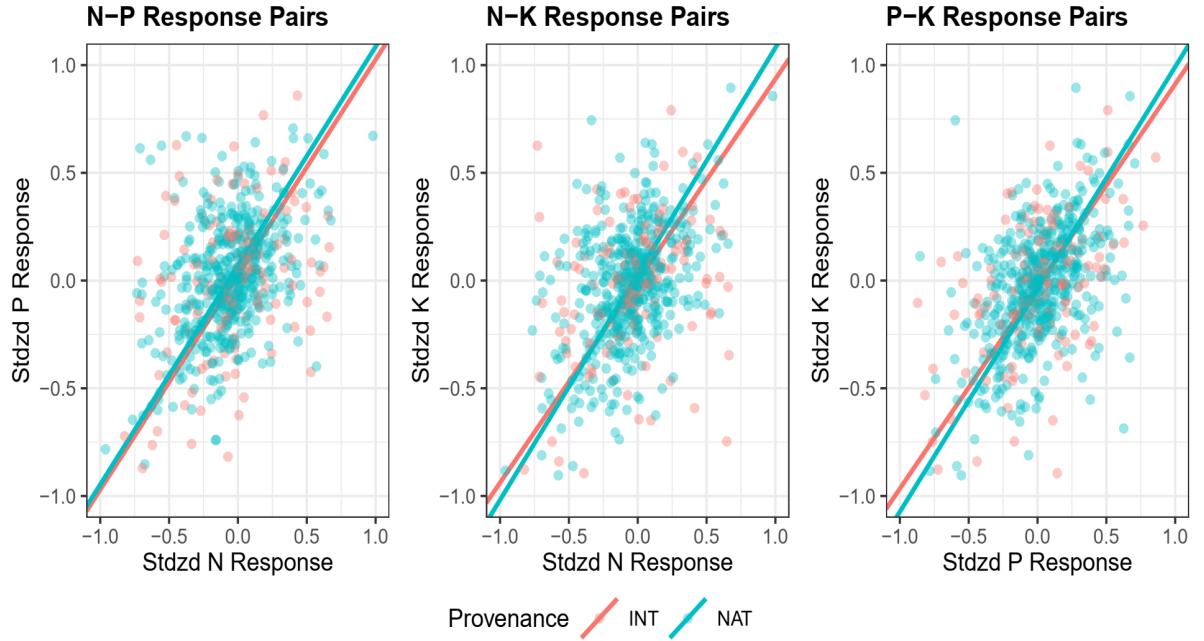 N−P Response Pairs
N−K Response Pairs
P−K Response Pairs
Stdzd P Response
1.0
0.5
0.0
−0.5
−1.0
−1.0 −0.5 0.0 0.5 1.0
Stdzd N Response
Stdzd K Response
1.0
0.5
0.0
−0.5
−1.0
−1.0 −0.5 0.0 0.5 1.0
Stdzd N Response
Stdzd K Response
1.0
0.5
0.0
−0.5
−1.0
−1.0 −0.5 0.0 0.5 1.0
Stdzd P Response
Provenance INT NAT